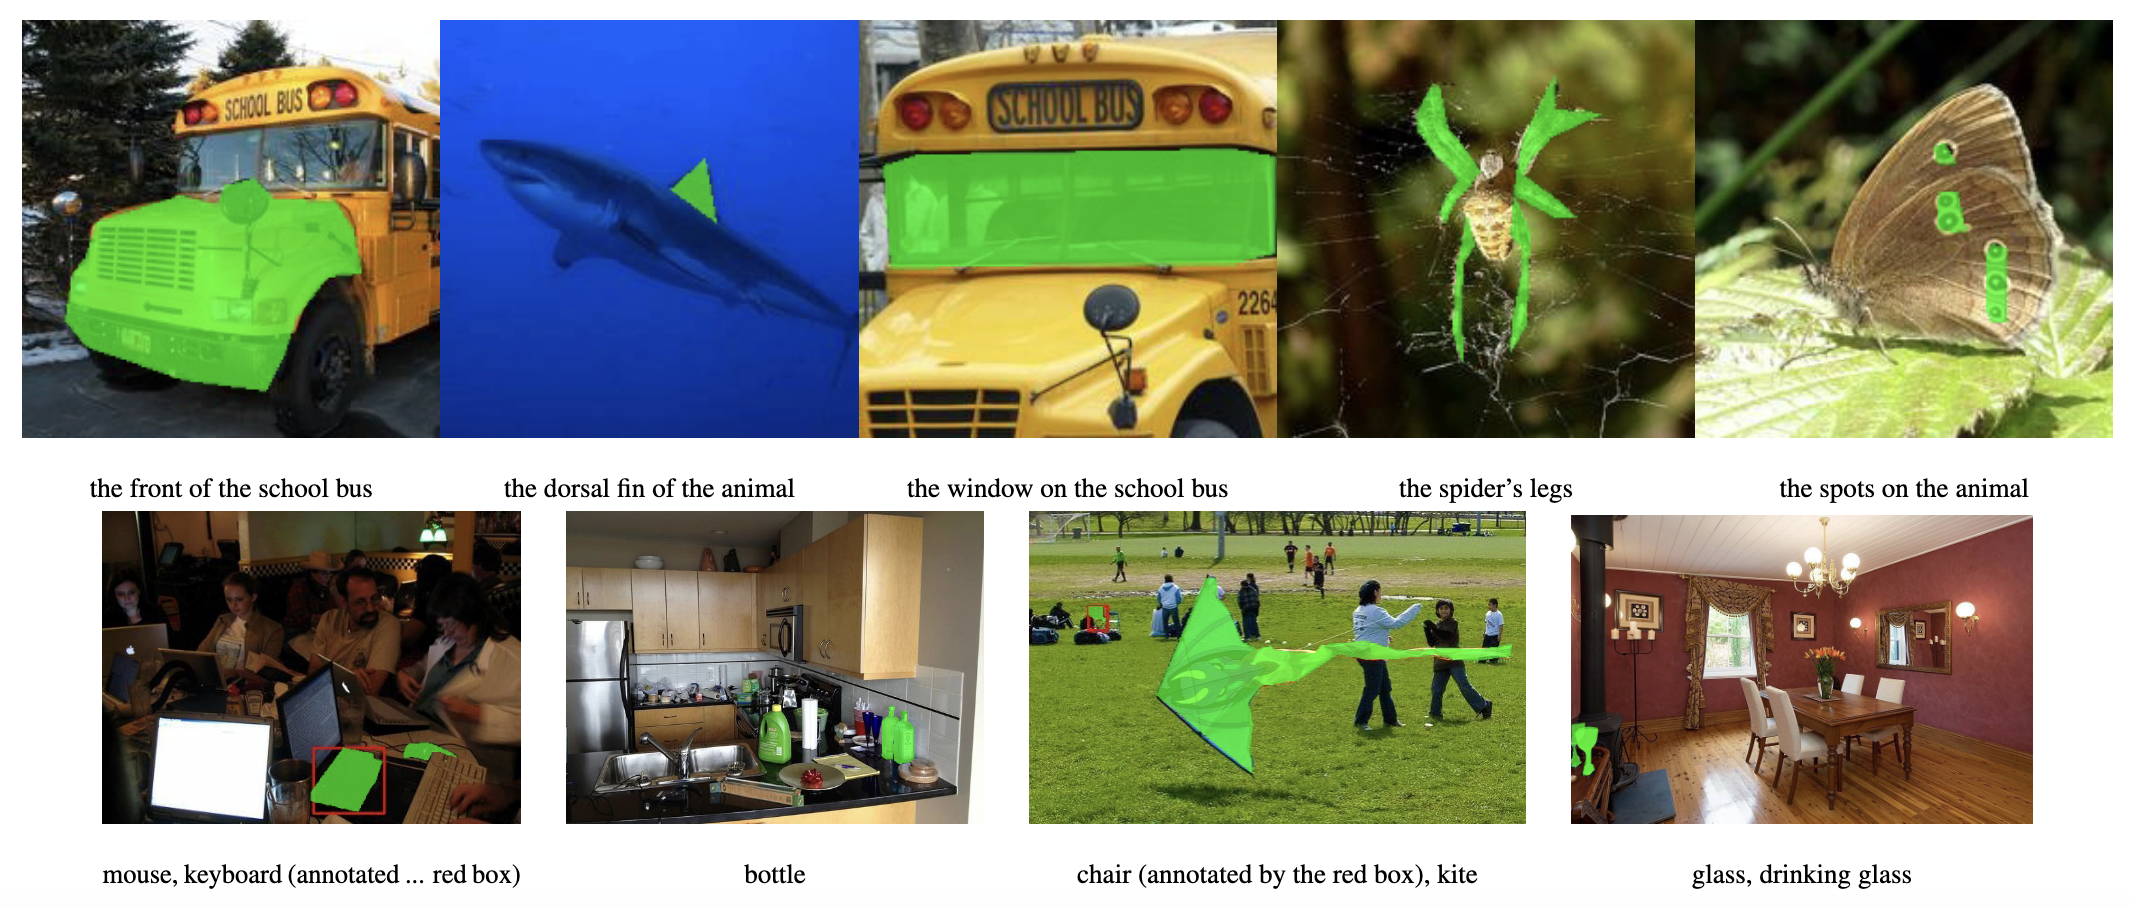 SCHOOL BUS
SCHOOL BUS
2264
the front of the school bus
the dorsal fin of the animal
the window on the school bus
the spider's legs
the spots on the animal
mouse, keyboard (annotated ... red box)
bottle
chair (annotated by the red box), kite
glass, drinking glass